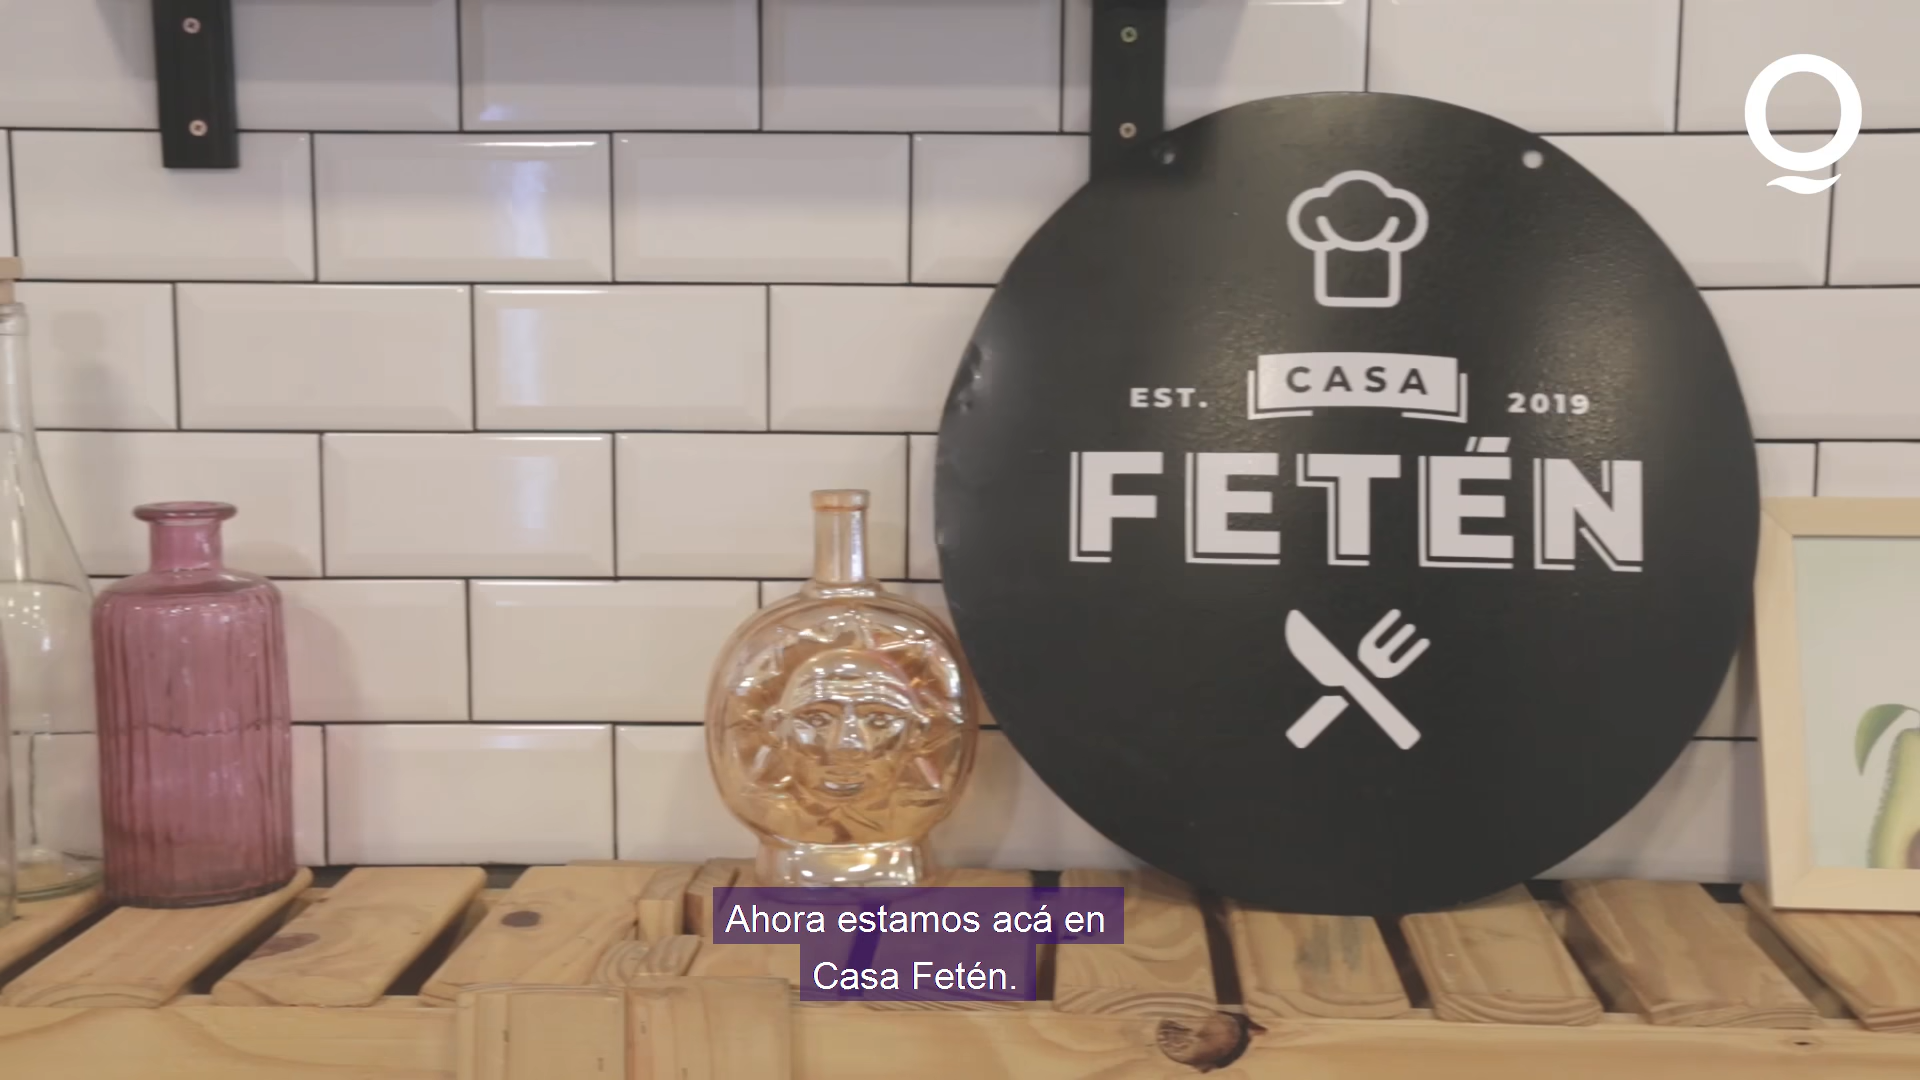 CASA
EST. 2019
FETÉN
Ahora estamos acá en
Casa Fetén.